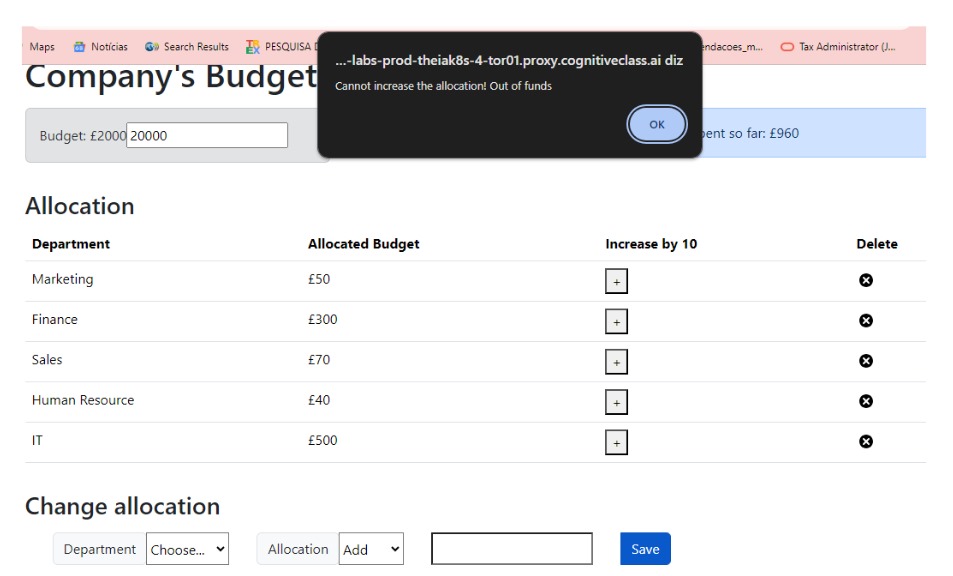 Maps Notícias Search Results PESQUISA endacoes_m... Tax Administrator (J...
...-labs-prod-theiak8s-4-tor01.proxy.cognitiveclass.ai diz
Cannot increase the allocation! Out of funds
OK
Company's Budget
Budget: £2000 20000
pent so far: £960
Allocation
Department Allocated Budget Increase by 10 Delete
Marketing £50 +
Finance £300 +
Sales £70 +
Human Resource £40 +
IT £500 +
Change allocation
Department Choose... Allocation Add Save